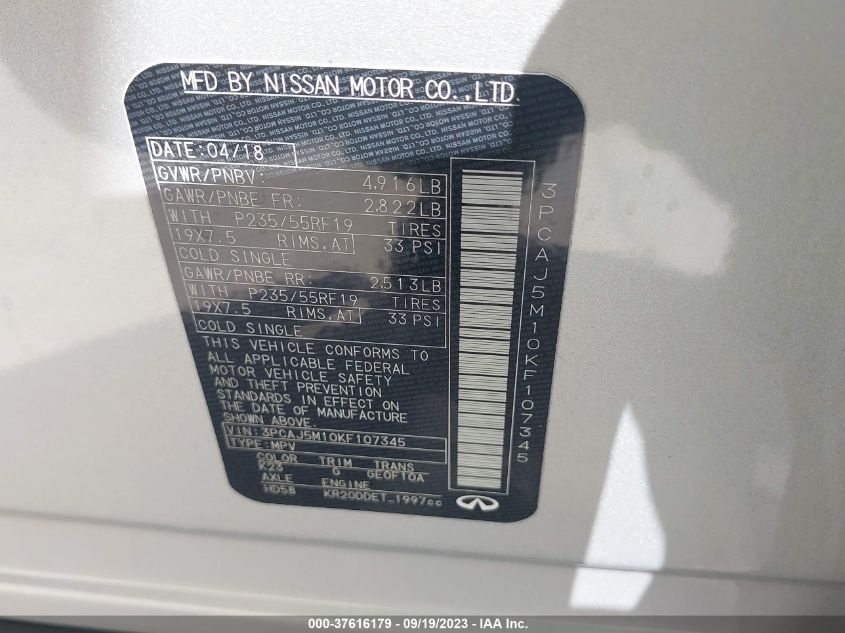 MFD BY NISSAN MOTOR CO.,LTD.
DATE:04/18
GVWR/PNBV: 4,916LB
GAWR/PNBE FR: 2,822LB
WITH P235/55RF19 TIRES
19X7.5 RIMS,AT 33 PSI
COLD SINGLE
GAWR/PNBE RR: 2,513LB
WITH P235/55RF19 TIRES
19X7.5 RIMS,AT 33 PSI
COLD SINGLE
THIS VEHICLE CONFORMS TO
ALL APPLICABLE FEDERAL
MOTOR VEHICLE SAFETY
AND THEFT PREVENTION
STANDARDS IN EFFECT ON
THE DATE OF MANUFACTURE
SHOWN ABOVE.
VIN:3PCAJ5M10KF107345
TYPE:MPV
COLOR TRIM TRANS
K23 G GE0F10A
AXLE ENGINE
HD58 KR20DDET_1997cc
3PCAJ5M10KF107345
000-37616179 - 09/19/2023 - IAA Inc.